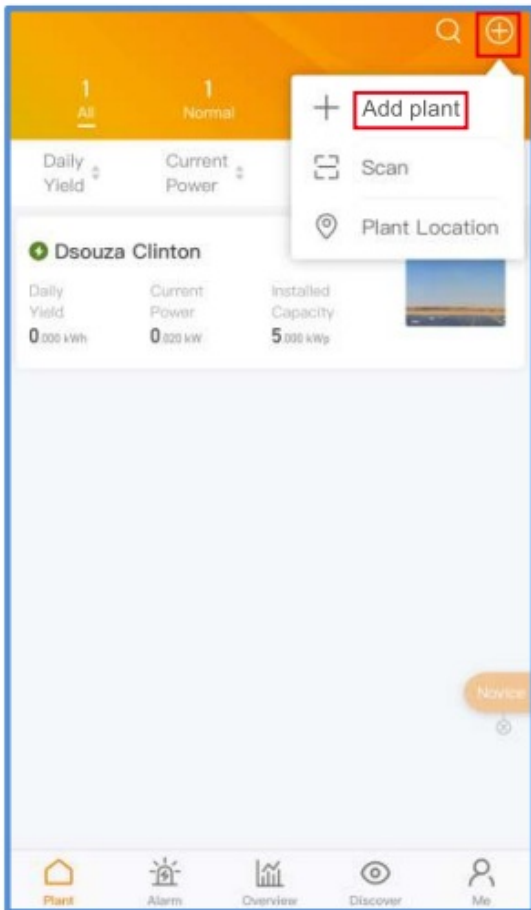 1 1
All Normal
Add plant
Daily Current
Yield Power
Scan
Plant Location
Dsouza Clinton
Daily Current Installed
Yield Power Capacity
0.000 kWh 0.020 kW 5.000 kWp
Novice
Plant Alarm Overview Discover Me